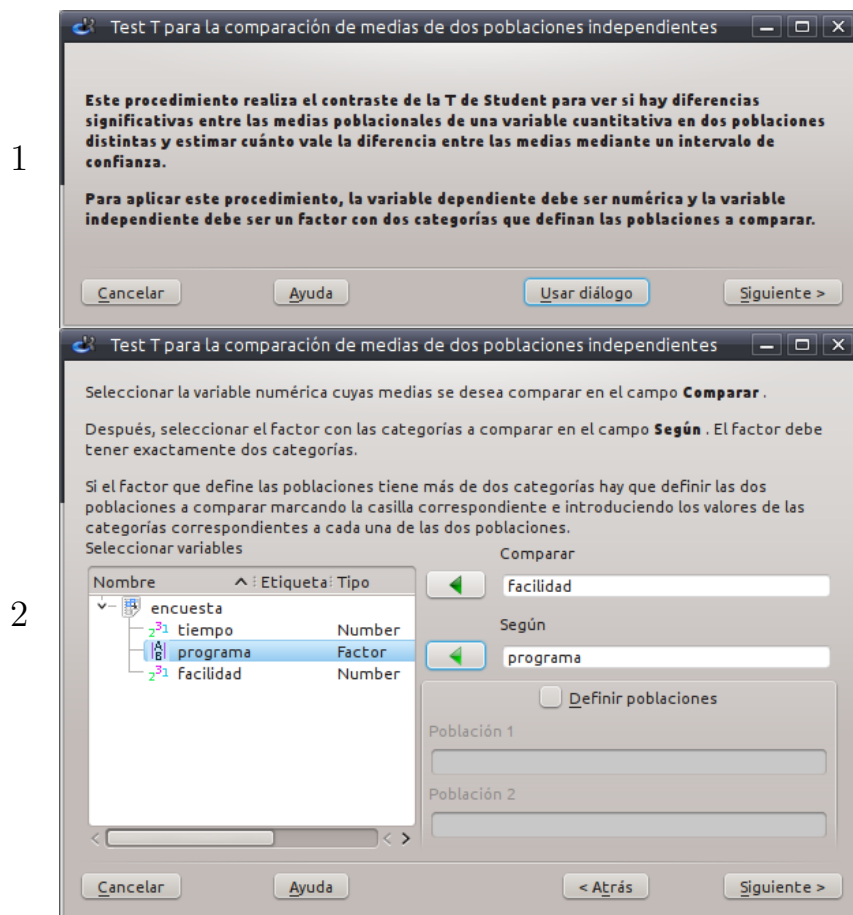 Test T para la comparación de medias de dos poblaciones independientes
Este procedimiento realiza el contraste de la T de Student para ver si hay diferencias
significativas entre las medias poblacionales de una variable cuantitativa en dos poblaciones
distintas y estimar cuánto vale la diferencia entre las medias mediante un intervalo de
confianza.
1
Para aplicar este procedimiento, la variable dependiente debe ser numérica y la variable
independiente debe ser un factor con dos categorías que definan las poblaciones a comparar.
Cancelar Ayuda Usar diálogo Siguiente >
Test T para la comparación de medias de dos poblaciones independientes
Seleccionar la variable numérica cuyas medias se desea comparar en el campo Comparar .
Después, seleccionar el factor con las categorías a comparar en el campo Según . El factor debe
tener exactamente dos categorías.
Si el factor que define las poblaciones tiene más de dos categorías hay que definir las dos
poblaciones a comparar marcando la casilla correspondiente e introduciendo los valores de las
categorías correspondientes a cada una de las dos poblaciones.
Seleccionar variables
Comparar
Nombre Etiqueta Tipo
facilidad
encuesta
2
Según
tiempo Number
programa Factor
programa
facilidad Number
Definir poblaciones
Población 1
Población 2
Cancelar Ayuda < Atrás Siguiente >